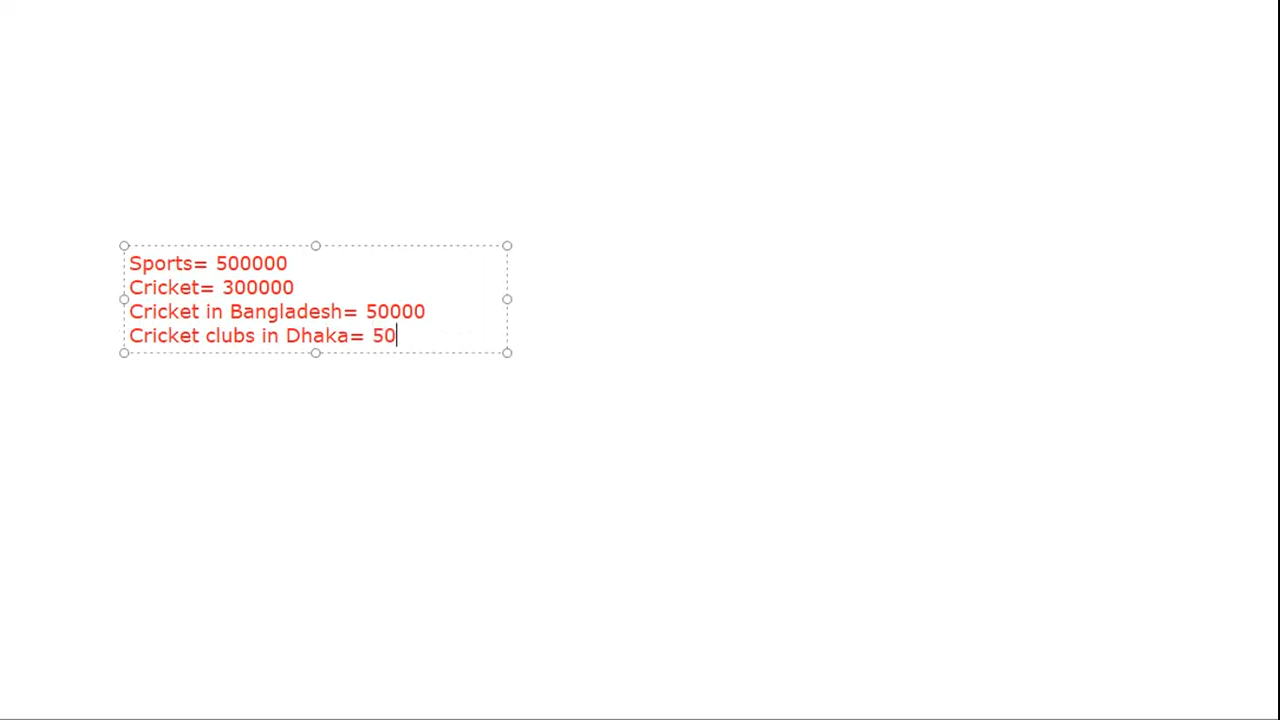 Sports= 500000
Cricket= 300000
Cricket in Bangladesh= 50000
Cricket clubs in Dhaka= 50